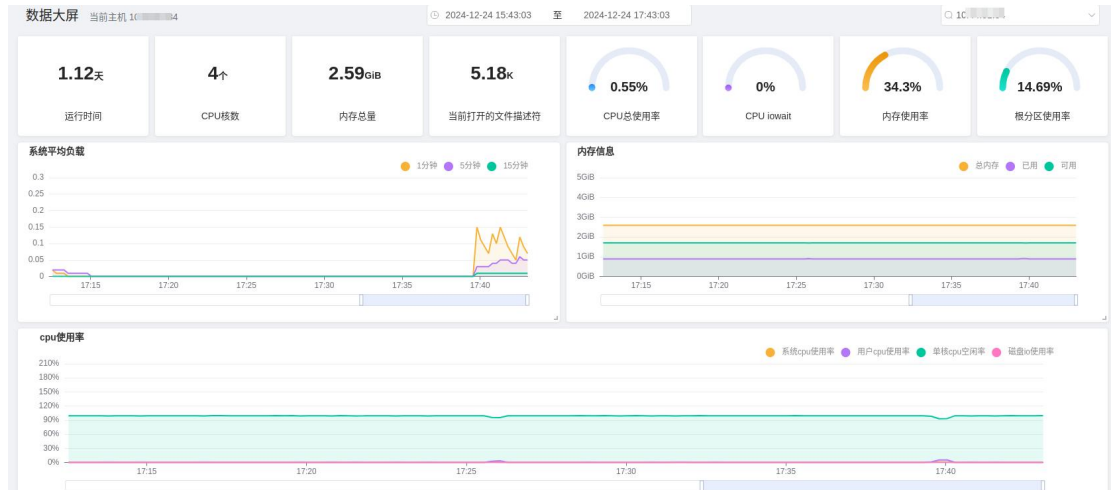 数据大屏 当前主机 10 34 2024-12-24 15:43:03 至 2024-12-24 17:43:03 10.
1.12天 4个 2.59GiB 5.18K 0.55% 0% 34.3% 14.69%
运行时间 CPU核数 内存总量 当前打开的文件描述符 CPU总使用率 CPU iowait 内存使用率 根分区使用率
系统平均负载
1分钟 5分钟 15分钟
0.3
0.25
0.2
0.15
0.1
0.05
0
17:15 17:20 17:25 17:30 17:35 17:40
内存信息
总内存 已用 可用
5GiB
4GiB
3GiB
2GiB
1GiB
0GiB
17:15 17:20 17:25 17:30 17:35 17:40
cpu使用率
系统cpu使用率 用户cpu使用率 单核cpu空闲率 磁盘io使用率
210%
180%
150%
120%
90%
60%
30%
0%
17:15 17:20 17:25 17:30 17:35 17:40